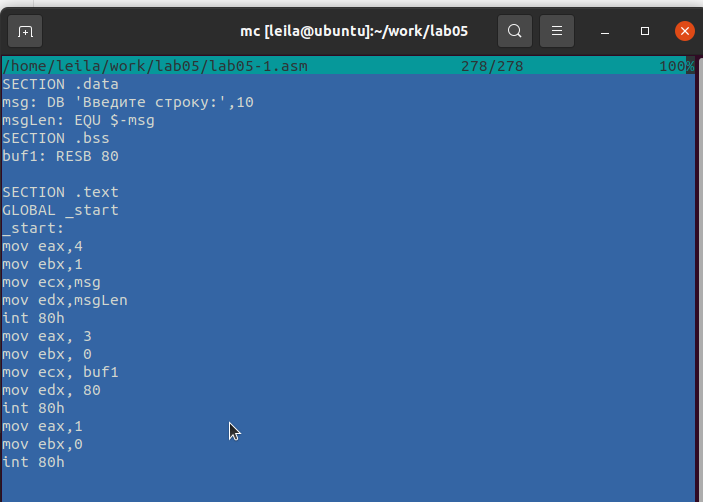 mc [leila@ubuntu]:~/work/lab05
/home/leila/work/lab05/lab05-1.asm 278/278 100%
SECTION .data
msg: DB 'Введите строку:',10
msgLen: EQU $-msg
SECTION .bss
buf1: RESB 80
SECTION .text
GLOBAL _start
_start:
mov eax,4
mov ebx,1
mov ecx,msg
mov edx,msgLen
int 80h
mov eax, 3
mov ebx, 0
mov ecx, buf1
mov edx, 80
int 80h
mov eax,1
mov ebx,0
int 80h